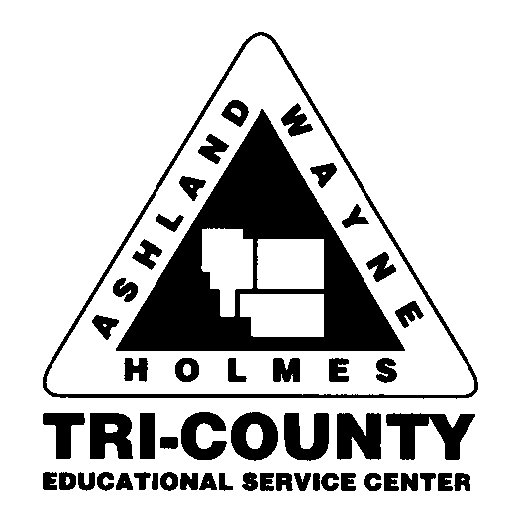 ASHLAND
WAYNE
HOLMES
TRI-COUNTY
EDUCATIONAL SERVICE CENTER